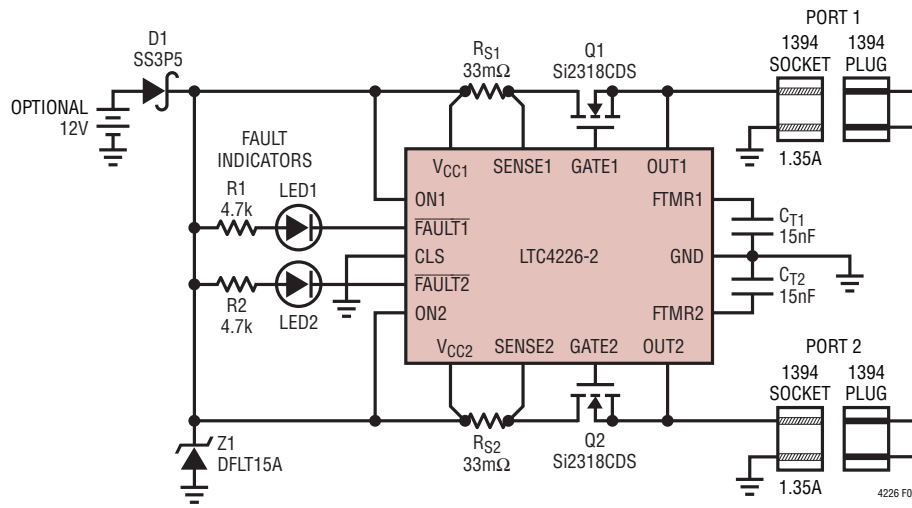 PORT 1
D1
SS3P5
RS1
33mΩ
Q1
Si2318CDS
1394
SOCKET
1394
PLUG
OPTIONAL
12V
FAULT
INDICATORS
1.35A
VCC1
SENSE1
GATE1
OUT1
R1
4.7k
LED1
ON1
FTMR1
FAULT1
CT1
15nF
CLS
LTC4226-2
GND
FAULT2
CT2
15nF
R2
4.7k
LED2
ON2
FTMR2
VCC2
SENSE2
GATE2
OUT2
PORT 2
1394
SOCKET
1394
PLUG
Z1
DFLT15A
RS2
33mΩ
Q2
Si2318CDS
1.35A
4226 F0